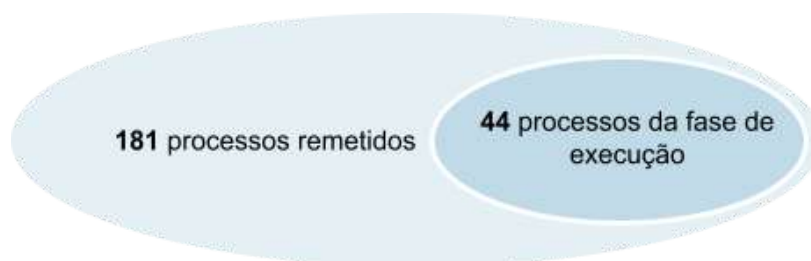 181 processos remetidos
44 processos da fase de
execução